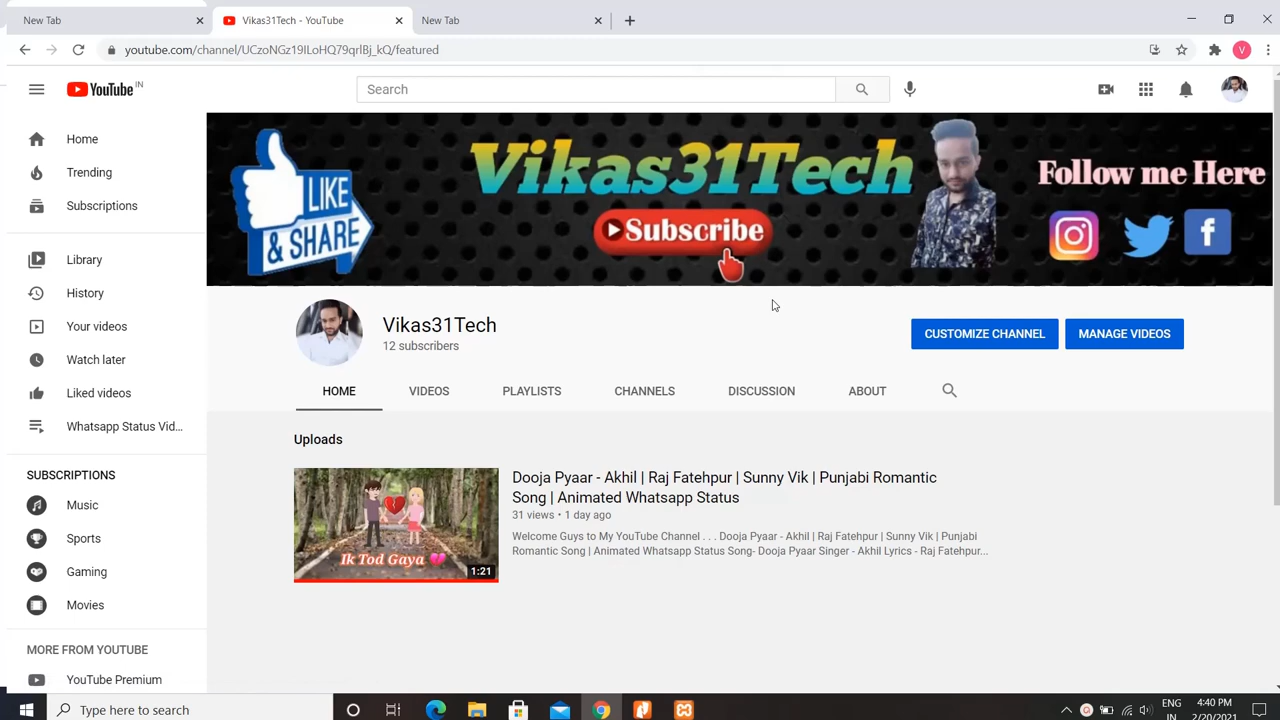 New Tab
Vikas31Tech - YouTube
New Tab
youtube.com/channel/UCzoNGz19ILoHQ79qrlBj_kQ/featured
V
YouTube IN
Search
Home
Trending
Subscriptions
Library
History
Your videos
Watch later
Liked videos
Whatsapp Status Vid...
SUBSCRIPTIONS
Music
Sports
Gaming
Movies
MORE FROM YOUTUBE
YouTube Premium
LIKE
& SHARE
Vikas31Tech
Subscribe
Follow me Here
Vikas31Tech
12 subscribers
CUSTOMIZE CHANNEL
MANAGE VIDEOS
HOME VIDEOS PLAYLISTS CHANNELS DISCUSSION ABOUT
Uploads
Ik Tod Gaya
1:21
Dooja Pyaar - Akhil | Raj Fatehpur | Sunny Vik | Punjabi Romantic
Song | Animated Whatsapp Status
31 views • 1 day ago
Welcome Guys to My YouTube Channel . . . Dooja Pyaar - Akhil | Raj Fatehpur | Sunny Vik | Punjabi
Romantic Song | Animated Whatsapp Status Song- Dooja Pyaar Singer - Akhil Lyrics - Raj Fatehpur...
Type here to search
ENG
IN
4:40 PM
2/20/2021